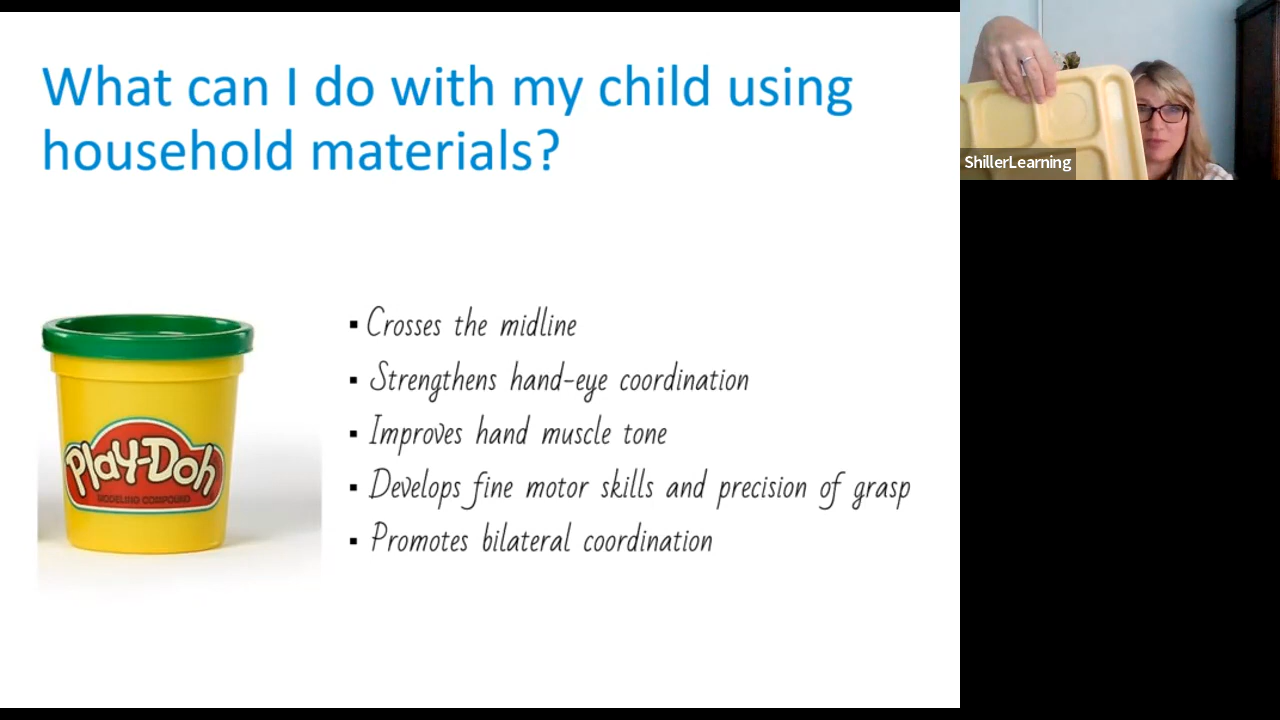 What can I do with my child using
household materials?
ShillerLearning
▪ Crosses the midline
▪ Strengthens hand-eye coordination
▪ Improves hand muscle tone
▪ Develops fine motor skills and precision of grasp
▪ Promotes bilateral coordination
Play-Doh
MODELING COMPOUND